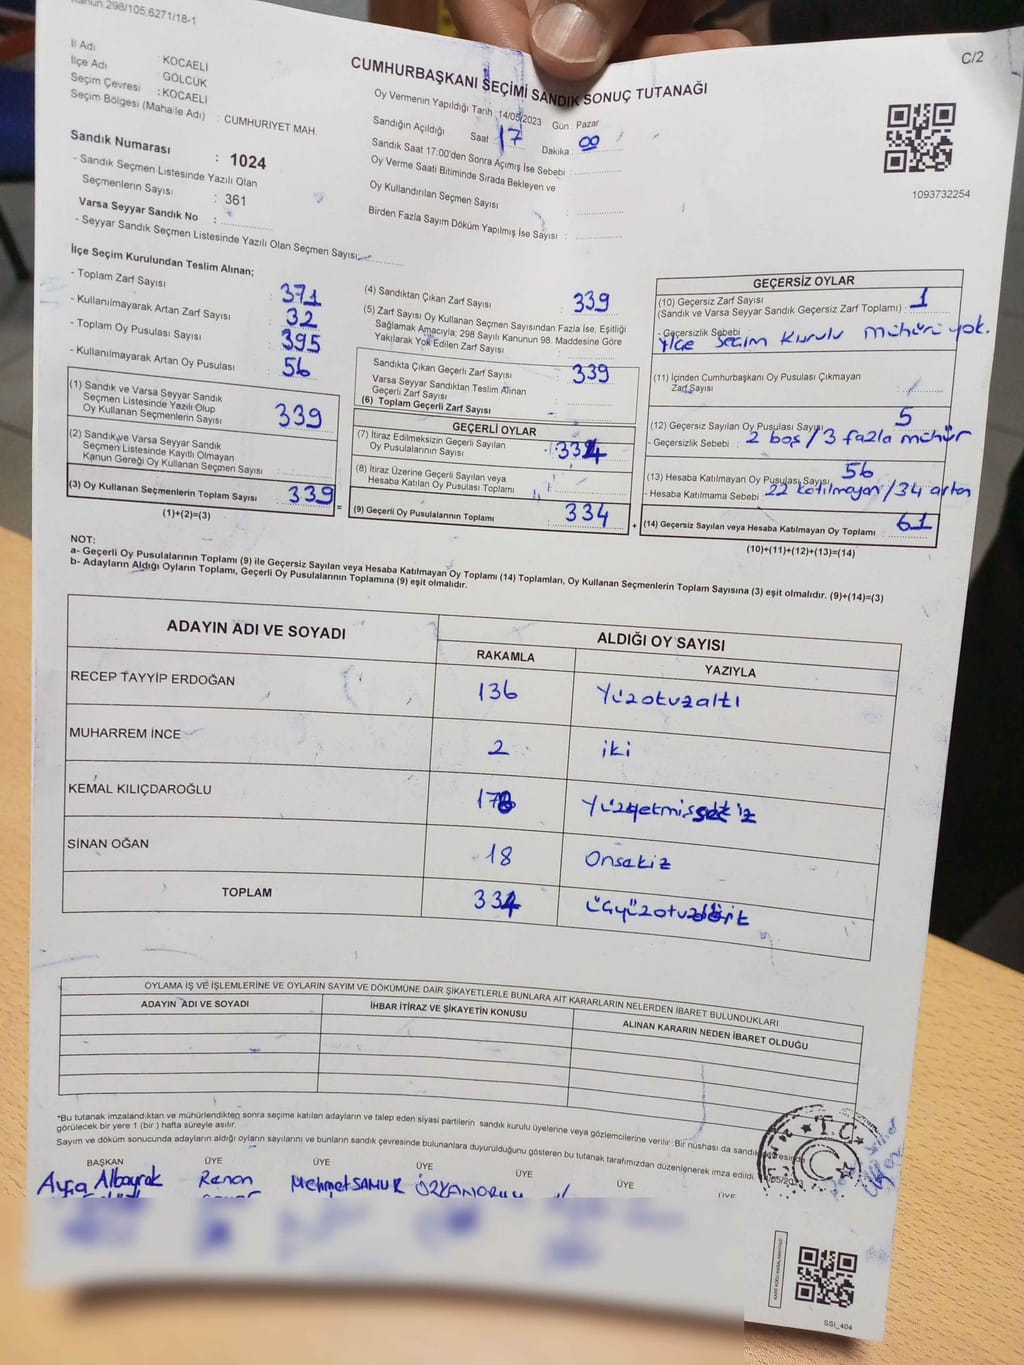 Kanun:298/105,6271/18-1
C/2
İl Adı : KOCAELİ
İlçe Adı : GÖLCÜK
Seçim Çevresi : KOCAELİ
Seçim Bölgesi (Mahalle Adı) : CUMHURIYET MAH.
Sandık Numarası : 1024
- Sandık Seçmen Listesinde Yazılı Olan
Seçmenlerin Sayısı : 361
Varsa Seyyar Sandık No :
- Seyyar Sandık Seçmen Listesinde Yazılı Olan Seçmen Sayısı
CUMHURBAŞKANI SEÇİMİ SANDIK SONUÇ TUTANAĞI
Oy Vermenin Yapıldığı Tarih :14/05/2023 Gün : Pazar
Sandığın Açıldığı Saat : 17 Dakika : 00
Sandık Saat 17:00'den Sonra Açımış İse Sebebi :
Oy Verme Saati Bitiminde Sırada Bekleyen ve
Oy Kullandırılan Seçmen Sayısı :
Birden Fazla Sayım Döküm Yapılmış İse Sayısı :
1093732254
İlçe Seçim Kurulundan Teslim Alınan;
- Toplam Zarf Sayısı : 371
- Kullanılmayarak Artan Zarf Sayısı : 32
- Toplam Oy Pusulası Sayısı : 395
- Kullanılmayarak Artan Oy Pusulası : 56
(1) Sandık ve Varsa Seyyar Sandık
Seçmen Listesinde Yazılı Olup
Oy Kullanan Seçmenlerin Sayısı : 339
(2) Sandık ve Varsa Seyyar Sandık
Seçmen Listesinde Kayıtlı Olmayan
Kanun Gereği Oy Kullanan Seçmen Sayısı :
(3) Oy Kullanan Seçmenlerin Toplam Sayısı : 339
(1)+(2)=(3)
=
(4) Sandıktan Çıkan Zarf Sayısı : 339
(5) Zarf Sayısı Oy Kullanan Seçmen Sayısından Fazla İse, Eşitliği
Sağlamak Amacıyla; 298 Sayılı Kanunun 98. Maddesine Göre
Yakılarak Yok Edilen Zarf Sayısı :
Sandıkta Çıkan Geçerli Zarf Sayısı : 339
Varsa Seyyar Sandıktan Teslim Alınan
Geçerli Zarf Sayısı
(6) Toplam Geçerli Zarf Sayısı
GEÇERLİ OYLAR
(7) İtiraz Edilmeksizin Geçerli Sayılan
Oy Pusulalarının Sayısı : 334
(8) İtiraz Üzerine Geçerli Sayılan veya
Hesaba Katılan Oy Pusulası Toplamı :
(9) Geçerli Oy Pusulalarının Toplamı : 334
+
GEÇERSİZ OYLAR
(10) Geçersiz Zarf Sayısı
(Sandık ve Varsa Seyyar Sandık Geçersiz Zarf Toplamı) : 1
- Geçersizlik Sebebi
ilçe seçim kurulu mühürü yok.
(11) İçinden Cumhurbaşkanı Oy Pusulası Çıkmayan
Zarf Sayısı :
(12) Geçersiz Sayılan Oy Pusulası Sayısı 5
- Geçersizlik Sebebi : 2 boş/3 fazla mühür
(13) Hesaba Katılmayan Oy Pusulası Sayısı 56
- Hesaba Katılmama Sebebi 22 katılmayan/34 artan
(14) Geçersiz Sayılan veya Hesaba Katılmayan Oy Toplamı : 61
(10)+(11)+(12)+(13)=(14)
NOT:
a- Geçerli Oy Pusulalarının Toplamı (9) ile Geçersiz Sayılan veya Hesaba Katılmayan Oy Toplamı (14) Toplamları, Oy Kullanan Seçmenlerin Toplam Sayısına (3) eşit olmalıdır. (9)+(14)=(3)
b- Adayların Aldığı Oyların Toplamı, Geçerli Oy Pusulalarının Toplamına (9) eşit olmalıdır.
ADAYIN ADI VE SOYADI
ALDIĞI OY SAYISI
RAKAMLA YAZIYLA
RECEP TAYYİP ERDOĞAN 136 Yüzotuzaltı
MUHARREM İNCE 2 iki
KEMAL KILIÇDAROĞLU 178 Yüzyetmişsekiz
SİNAN OĞAN 18 Onsekiz
TOPLAM 334 üçyüzotuzdört
OYLAMA İŞ VE İŞLEMLERİNE VE OYLARIN SAYIM VE DÖKÜMÜNE DAİR ŞİKAYETLERLE BUNLARA AİT KARARLARIN NELERDEN İBARET BULUNDUKLARI
ADAYIN ADI VE SOYADI İHBAR İTİRAZ VE ŞİKAYETİN KONUSU ALINAN KARARIN NEDEN İBARET OLDUĞU
*Bu tutanak imzalandıktan ve mühürlendikten sonra seçime katılan adayların ve talep eden siyasi partilerin sandık kurulu üyelerine veya gözlemcilerine verilir. Bir nüshası da sandık çevresinde
görülecek bir yere 1 (bir ) hafta süreyle asılır.
Sayım ve döküm sonucunda adayların aldığı oyların sayılarını ve bunların sandık çevresinde bulunanlara duyurulduğunu gösteren bu tutanak tarafımızdan düzenlenerek imza edildi.
BAŞKAN ÜYE ÜYE ÜYE ÜYE ÜYE ÜYE
Ayşa Albayrak Renan Mehmet SAMUR
T.C.
SSI_404